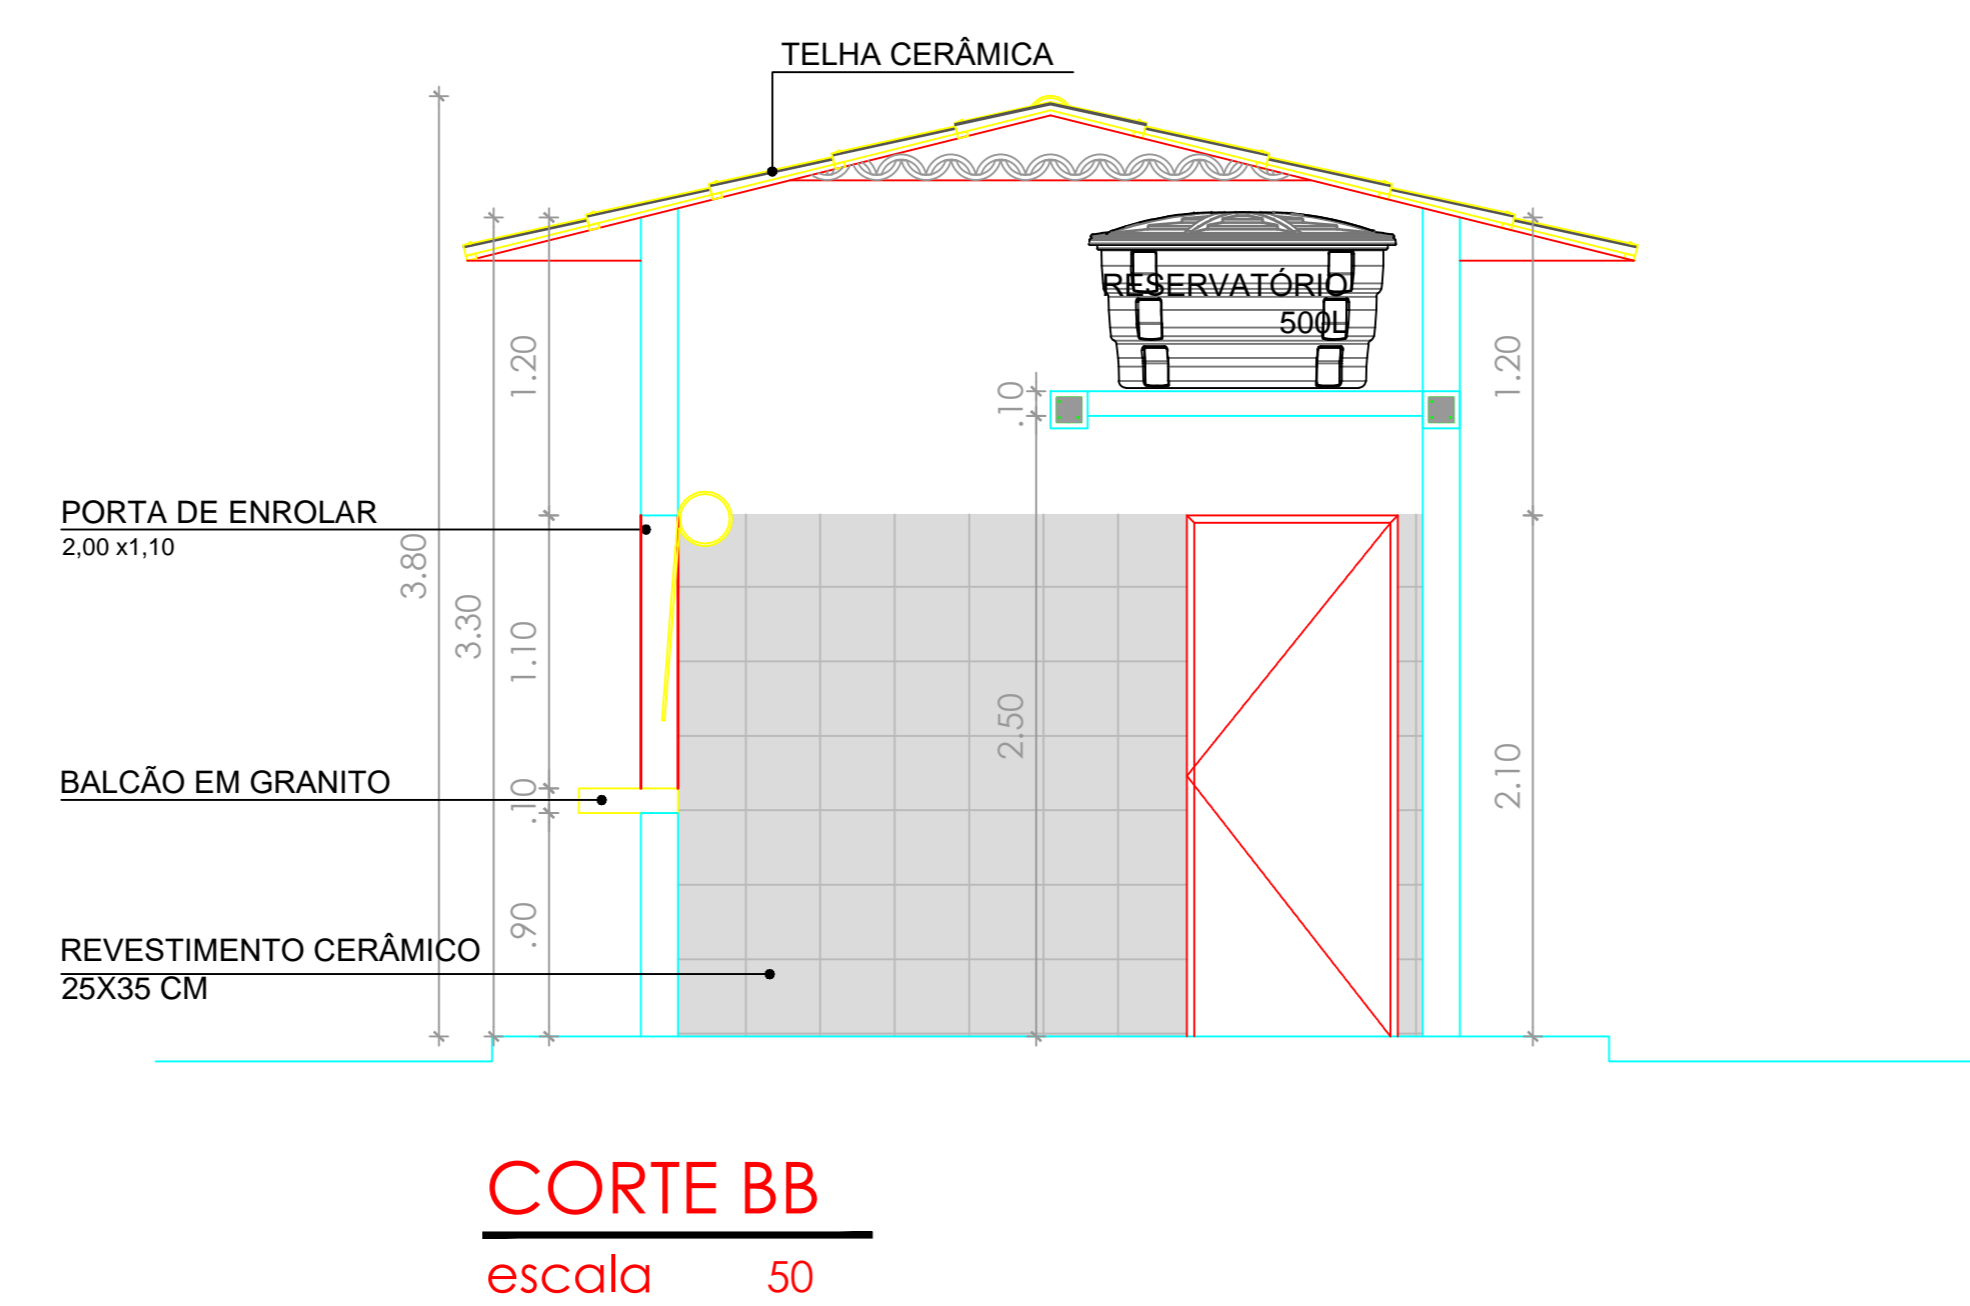 TELHA CERÂMICA
RESERVATÓRIO
500L
1.20
1.20
.10
PORTA DE ENROLAR
2,00 x1,10
3.80
3.30
1.10
2.50
2.10
BALCÃO EM GRANITO
.10
.90
REVESTIMENTO CERÂMICO
25X35 CM
CORTE BB
escala 50